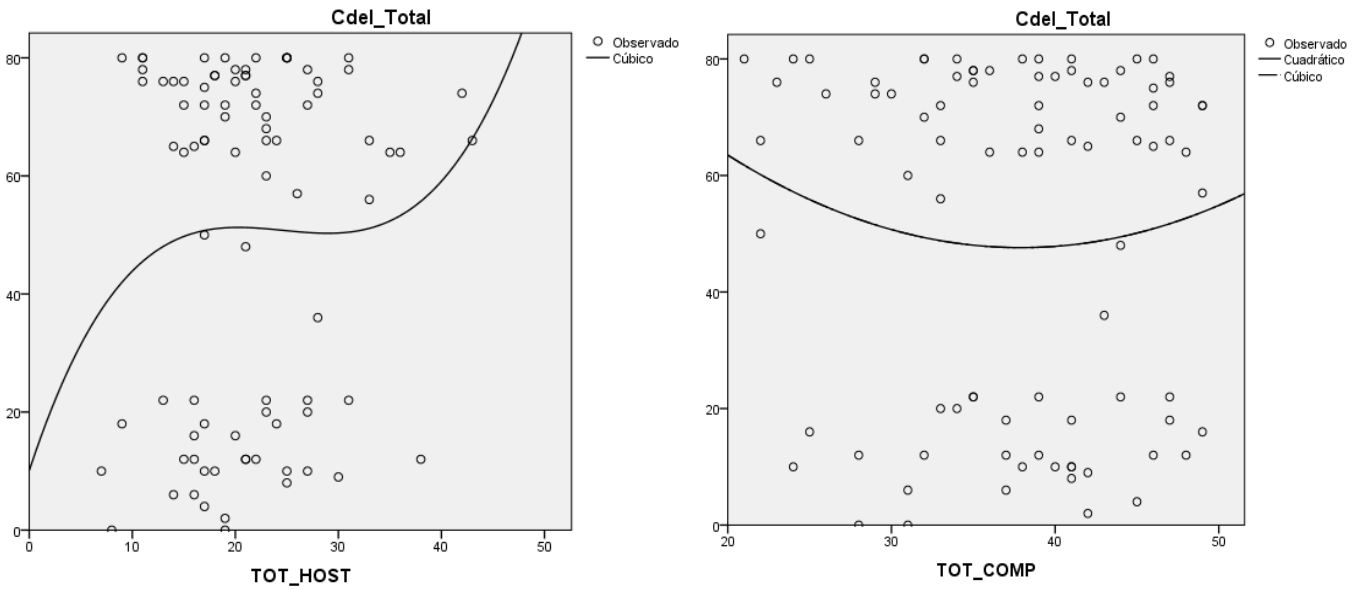 Cdel_Total
Observado
Cúbico
80
60
40
20
0
0 10 20 30 40 50
TOT_HOST
Cdel_Total
Observado
Cuadrático
Cúbico
80
60
40
20
0
20 30 40 50
TOT_COMP